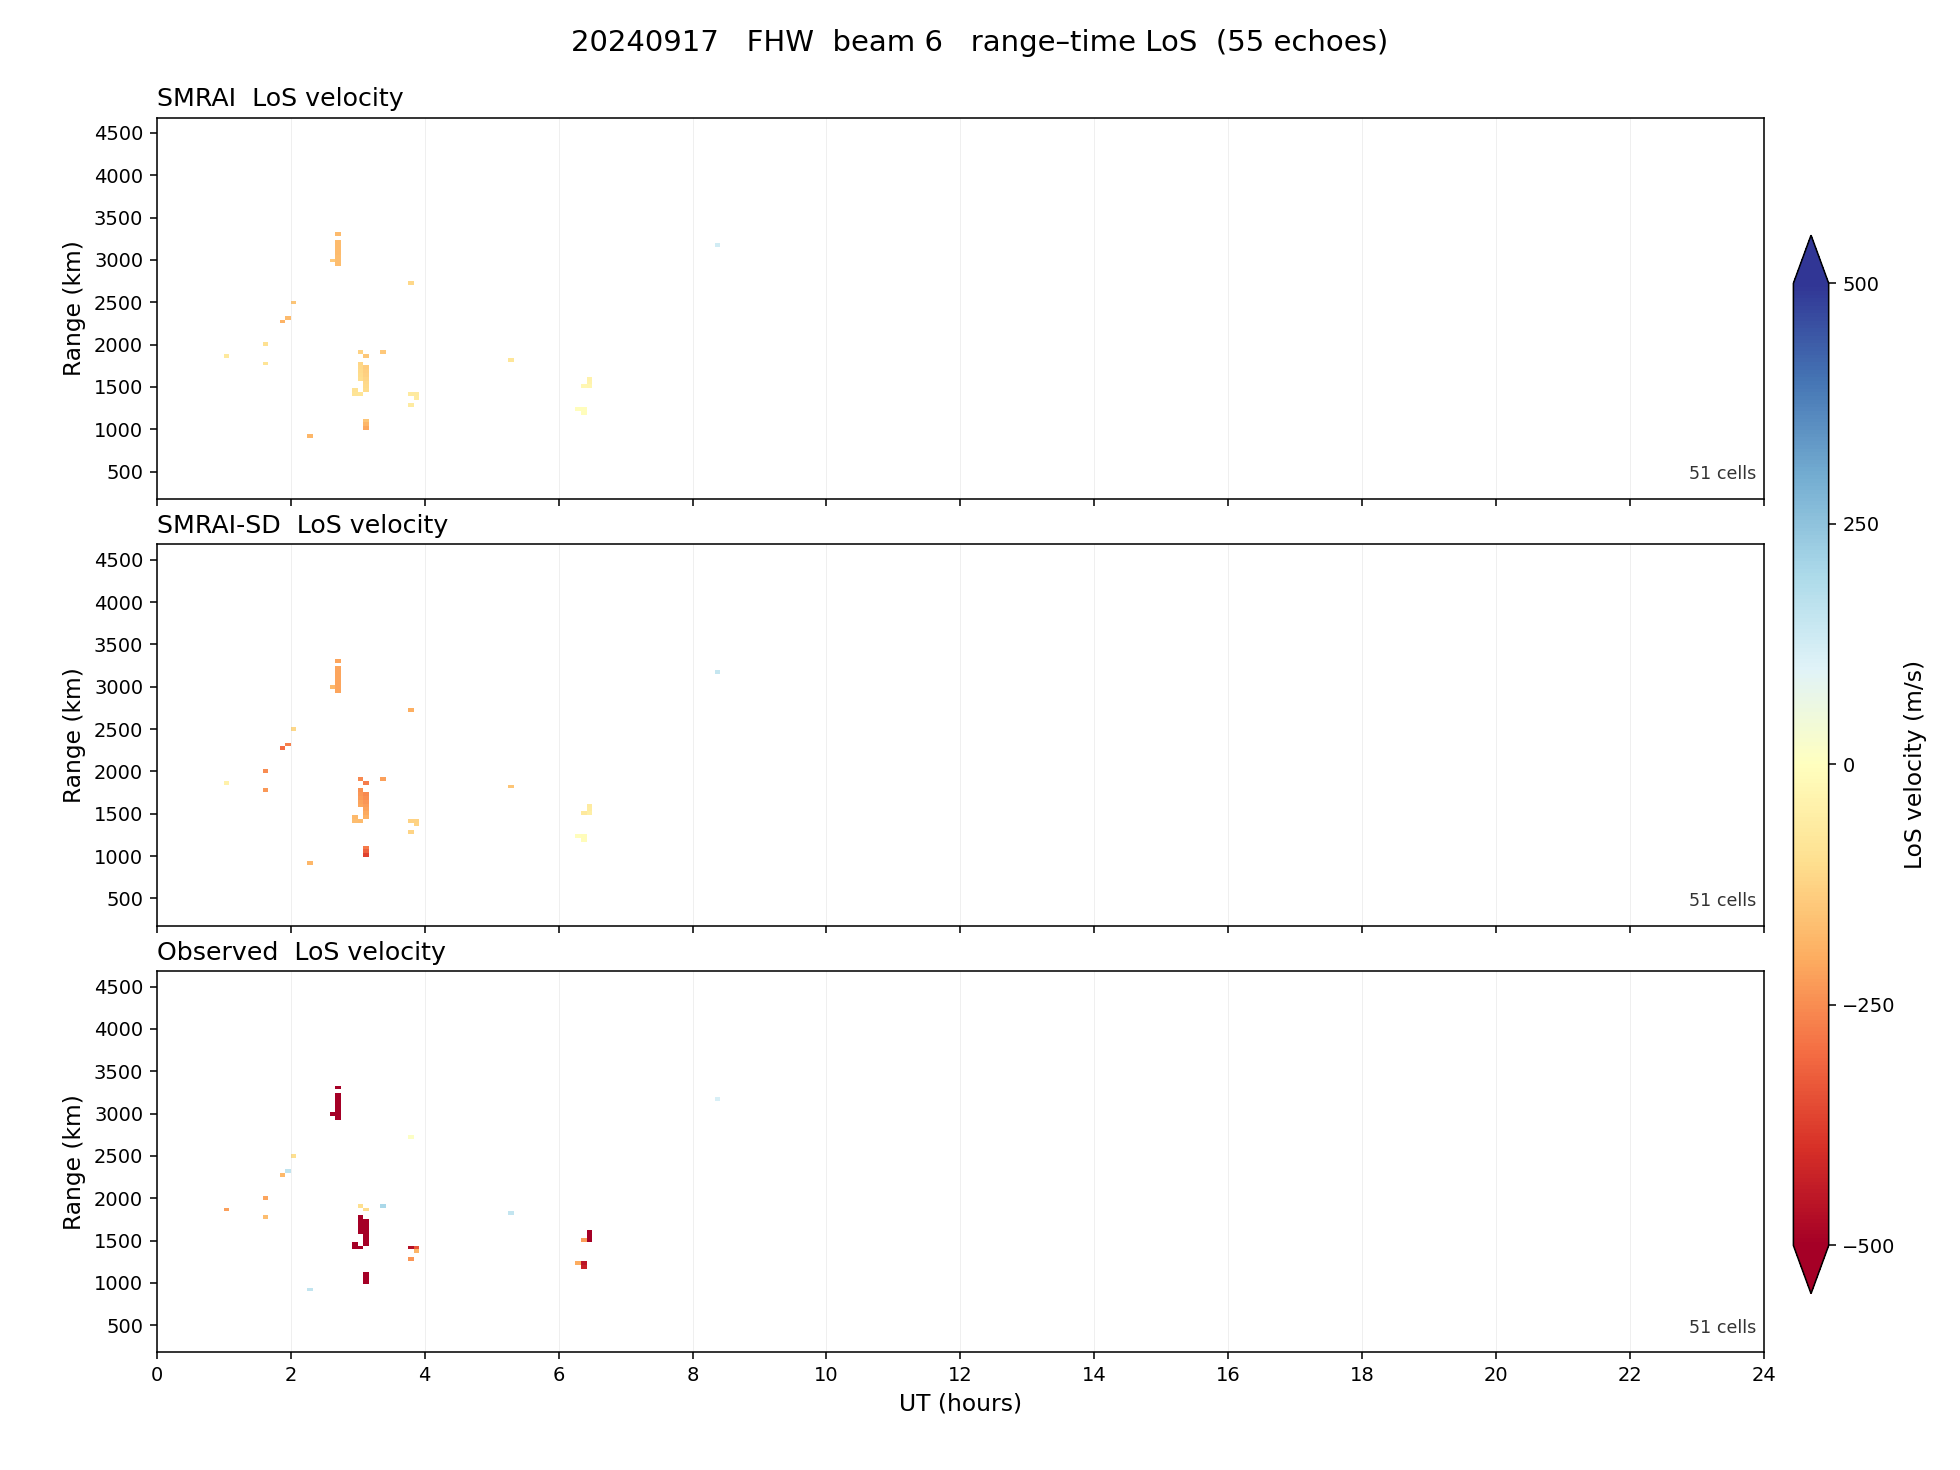 20240917   FHW  beam 6   range–time LoS  (55 echoes)
SMRAI  LoS velocity
4500
4000
3500
3000
2500
2000
1500
1000
500
Range (km)
51 cells
SMRAI-SD  LoS velocity
4500
4000
3500
3000
2500
2000
1500
1000
500
Range (km)
51 cells
Observed  LoS velocity
4500
4000
3500
3000
2500
2000
1500
1000
500
Range (km)
51 cells
0 2 4 6 8 10 12 14 16 18 20 22 24
UT (hours)
500
250
0
−250
−500
LoS velocity (m/s)